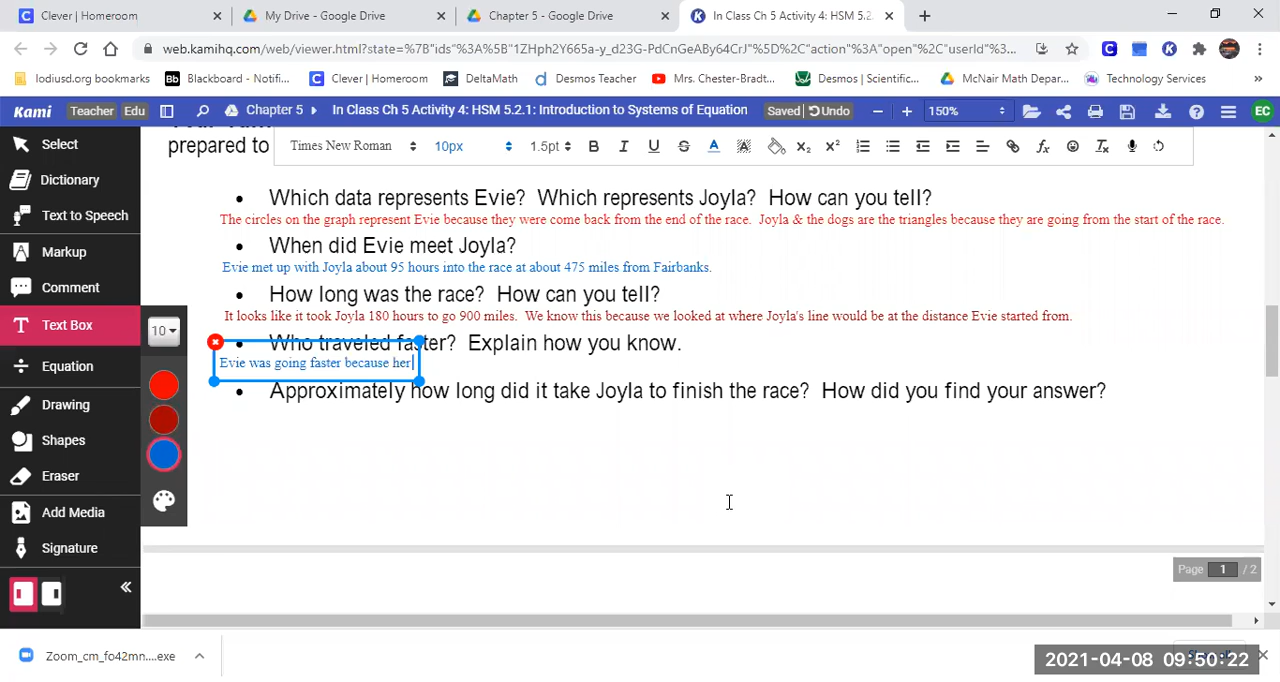 Clever | Homeroom
My Drive - Google Drive
Chapter 5 - Google Drive
In Class Ch 5 Activity 4: HSM 5.2.
web.kamihq.com/web/viewer.html?state=%7B"ids"%3A%5B"1ZHph2Y665a-y_d23G-PdCnGeABy64CrJ"%5D%2C"action"%3A"open"%2C"userId"%3...
lodiusd.org bookmarks
Bb Blackboard - Notifi...
Clever | Homeroom
DeltaMath
Desmos Teacher
Mrs. Chester-Bradt...
Desmos | Scientific...
McNair Math Depar...
Technology Services
Kami Teacher Edu Chapter 5 In Class Ch 5 Activity 4: HSM 5.2.1: Introduction to Systems of Equation Saved Undo 150% EC
Times New Roman 10px 1.5pt B I U S A
prepared to
Select
Dictionary
Text to Speech
Markup
Comment
Text Box
Equation
Drawing
Shapes
Eraser
Add Media
Signature
10
• Which data represents Evie? Which represents Joyla? How can you tell?
The circles on the graph represent Evie because they were come back from the end of the race. Joyla & the dogs are the triangles because they are going from the start of the race.
• When did Evie meet Joyla?
Evie met up with Joyla about 95 hours into the race at about 475 miles from Fairbanks.
• How long was the race? How can you tell?
It looks like it took Joyla 180 hours to go 900 miles. We know this because we looked at where Joyla's line would be at the distance Evie started from.
• Who traveled faster? Explain how you know.
Evie was going faster because her
• Approximately how long did it take Joyla to finish the race? How did you find your answer?
Page 1 / 2
Zoom_cm_fo42mn....exe
2021-04-08 09:50:22